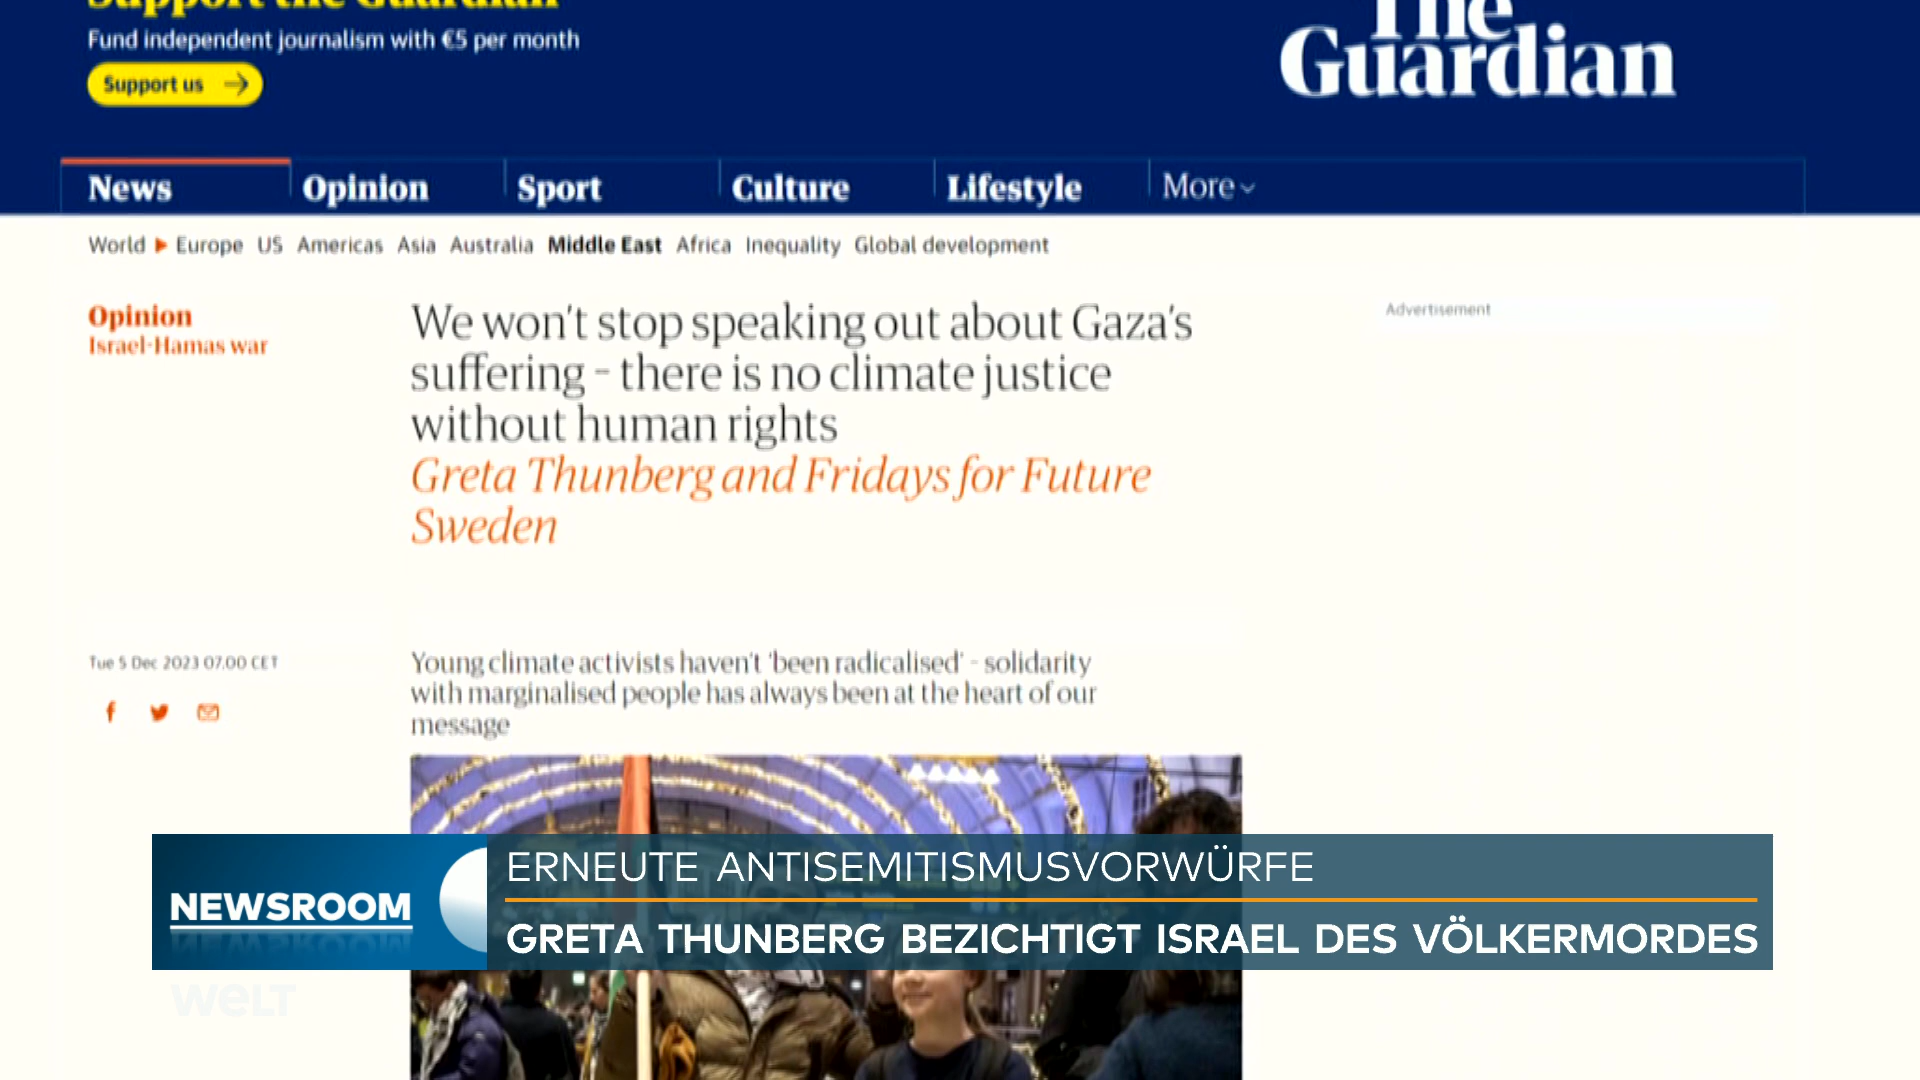 Support the Guardian
Fund independent journalism with €5 per month
Support us
The
Guardian
News Opinion Sport Culture Lifestyle More
World Europe US Americas Asia Australia Middle East Africa Inequality Global development
Opinion
Israel-Hamas war
We won't stop speaking out about Gaza's
suffering – there is no climate justice
without human rights
Greta Thunberg and Fridays for Future
Sweden
Advertisement
Tue 5 Dec 2023 07.00 CET
Young climate activists haven't 'been radicalised' – solidarity
with marginalised people has always been at the heart of our
message
NEWSROOM
ERNEUTE ANTISEMITISMUSVORWÜRFE
GRETA THUNBERG BEZICHTIGT ISRAEL DES VÖLKERMORDES
welt